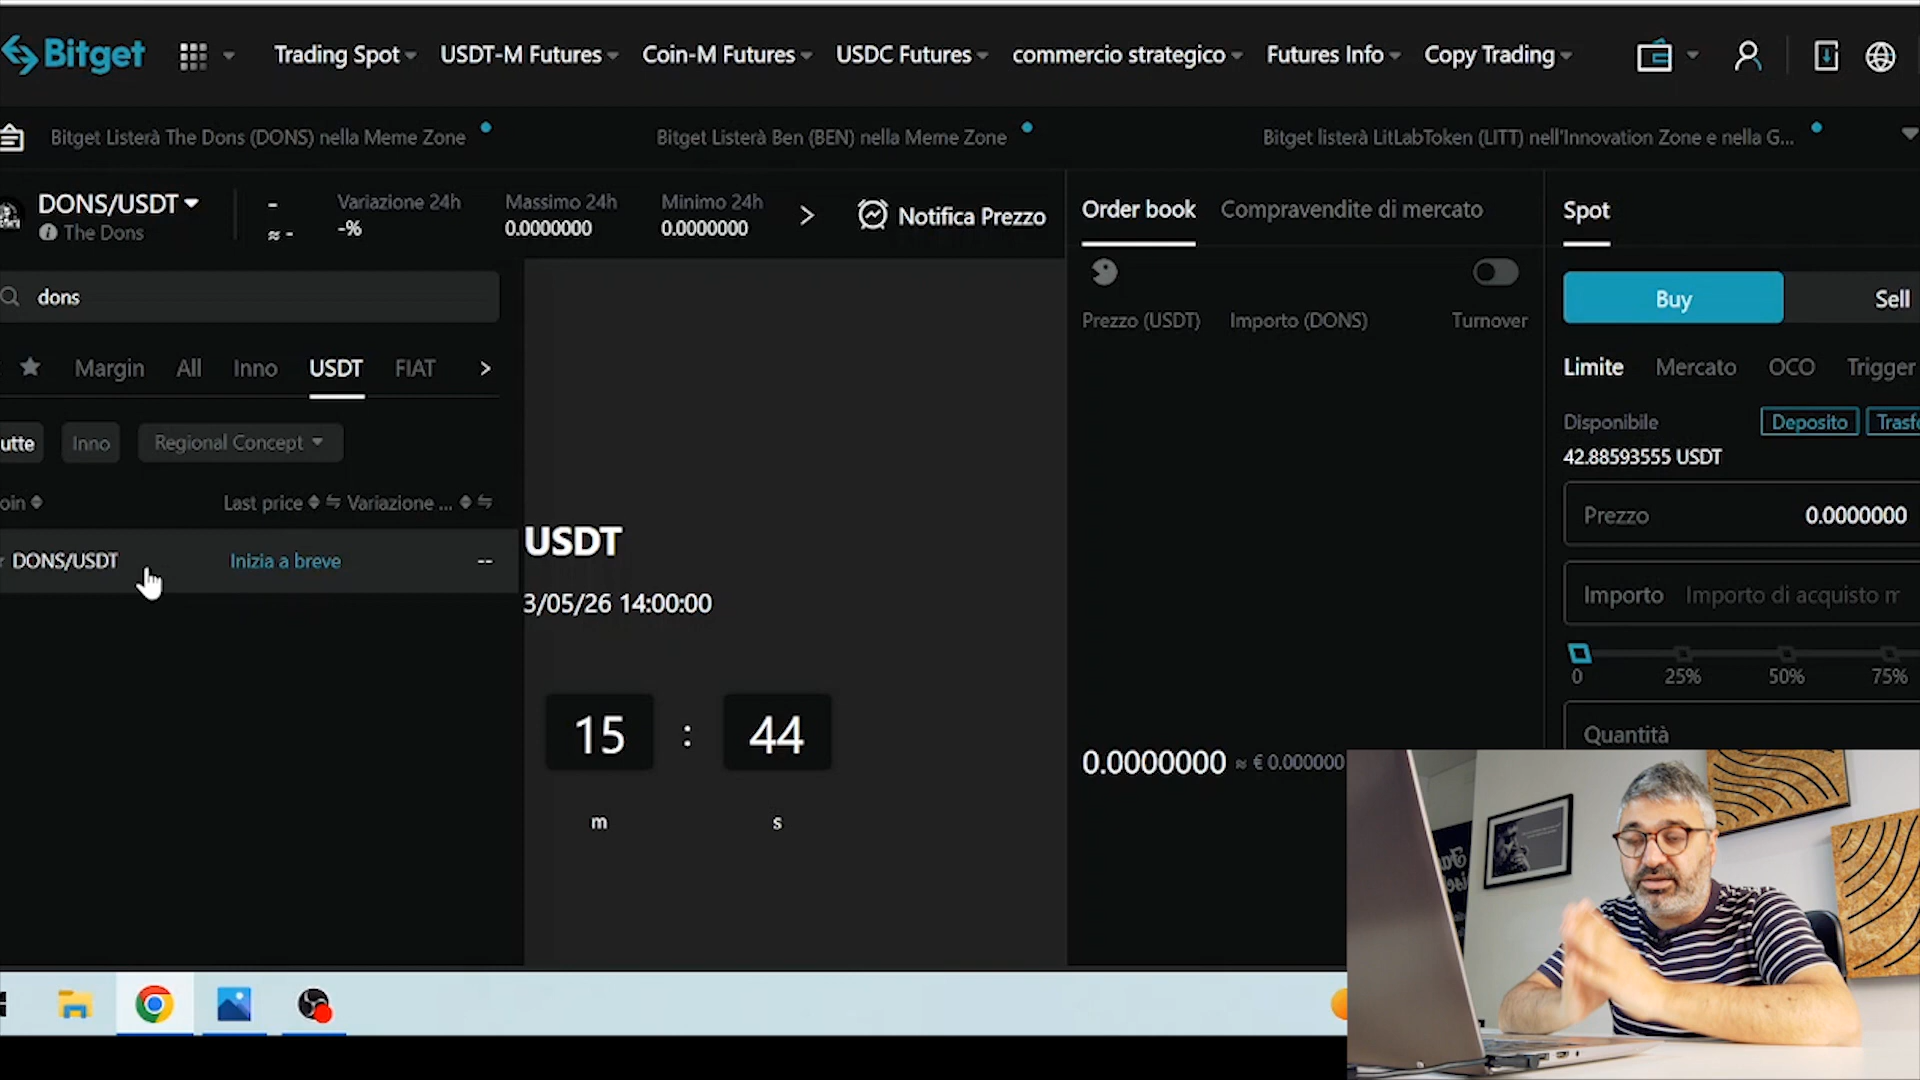 Bitget
Trading Spot USDT-M Futures Coin-M Futures USDC Futures commercio strategico Futures Info Copy Trading
Bitget Listerà The Dons (DONS) nella Meme Zone
Bitget Listerà Ben (BEN) nella Meme Zone
Bitget listerà LitLabToken (LITT) nell'Innovation Zone e nella G...
DONS/USDT
The Dons
-
≈ -
Variazione 24h
-%
Massimo 24h
0.0000000
Minimo 24h
0.0000000
Notifica Prezzo
dons
Margin All Inno USDT FIAT
utte Inno Regional Concept
oin Last price Variazione ...
DONS/USDT Inizia a breve --
USDT
3/05/26 14:00:00
15 : 44
m s
Order book Compravendite di mercato
Prezzo (USDT) Importo (DONS) Turnover
0.0000000 ≈ € 0.000000
Spot
Buy Sell
Limite Mercato OCO Trigger
Disponibile Deposito Trasfe
42.88593555 USDT
Prezzo 0.0000000
Importo Importo di acquisto m
0 25% 50% 75%
Quantità